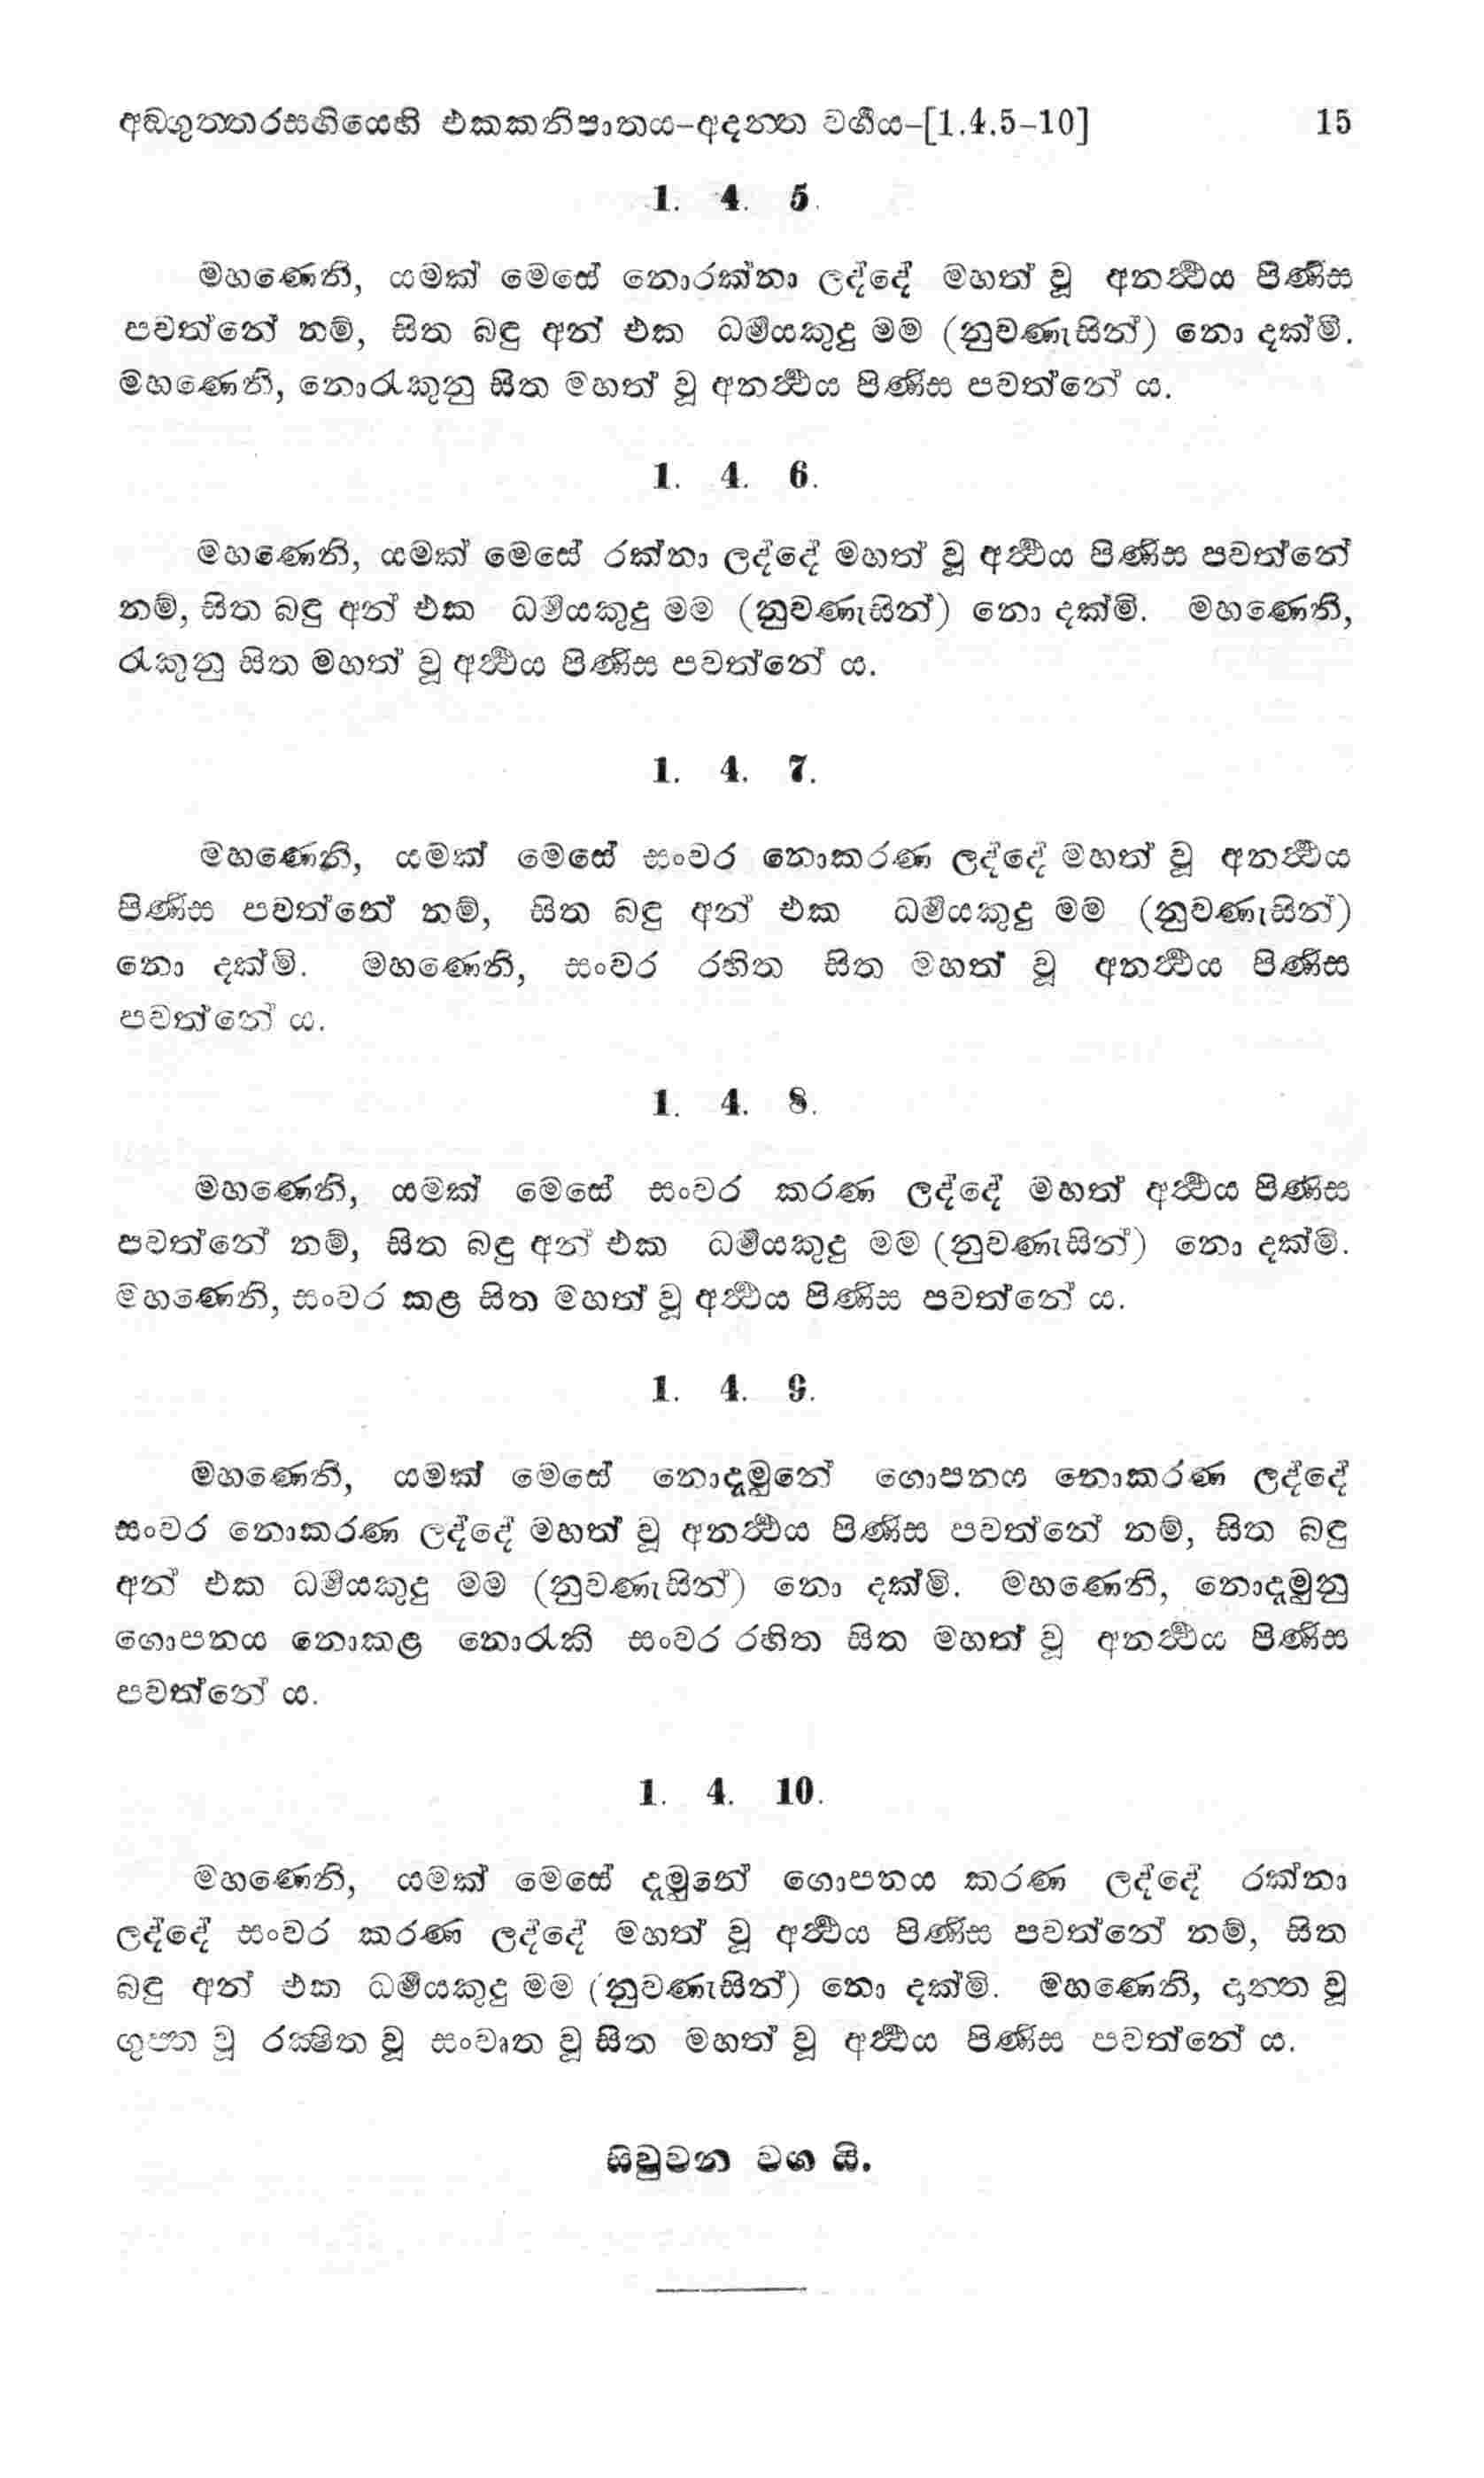 අඞ්ගුත්තරසඟියෙහි එකකනිපාතය–අදන්ත වර්‍ගය–[1.4.5–10] 15
1. 4. 5.
මහණෙනි, යමක් මෙසේ නොරක්නා ලද්දේ මහත් වූ අනර්‍ත්‍ථය පිණිස
පවත්නේ නම්, සිත බඳු අන් එක ධර්‍මයකුදු මම (නුවණැසින්) නො දක්මි.
මහණෙනි, නොරැකුනු සිත මහත් වූ අනර්‍ත්‍ථය පිණිස පවත්නේ ය.
1. 4. 6.
මහණෙනි, යමක් මෙසේ රක්නා ලද්දේ මහත් වූ අර්‍ත්‍ථය පිණිස පවත්නේ
නම්, සිත බඳු අන් එක ධර්‍මයකුදු මම (නුවණැසින්) නො දක්මි. මහණෙනි,
රැකුනු සිත මහත් වූ අර්‍ත්‍ථය පිණිස පවත්නේ ය.
1. 4. 7.
මහණෙනි, යමක් මෙසේ සංවර නොකරණ ලද්දේ මහත් වූ අනර්‍ත්‍ථය
පිණිස පවත්නේ නම්, සිත බඳු අන් එක ධර්‍මයකුදු මම (නුවණැසින්)
නො දක්මි. මහණෙනි, සංවර රහිත සිත මහත් වූ අනර්‍ත්‍ථය පිණිස
පවත්නේ ය.
1. 4. 8.
මහණෙනි, යමක් මෙසේ සංවර කරණ ලද්දේ මහත් අර්‍ත්‍ථය පිණිස
පවත්නේ නම්, සිත බඳු අන් එක ධර්‍මයකුදු මම (නුවණැසින්) නො දක්මි.
මහණෙනි, සංවර කළ සිත මහත් වූ අර්‍ත්‍ථය පිණිස පවත්නේ ය.
1. 4. 9.
මහණෙනි, යමක් මෙසේ නොදැමුනේ ගොපනය නොකරණ ලද්දේ
සංවර නොකරණ ලද්දේ මහත් වූ අනර්‍ත්‍ථය පිණිස පවත්නේ නම්, සිත බඳු
අන් එක ධර්‍මයකුදු මම (නුවණැසින්) නො දක්මි. මහණෙනි, නොදැමුනු
ගොපනය නොකළ නොරැකි සංවර රහිත සිත මහත් වූ අනර්‍ත්‍ථය පිණිස
පවත්නේ ය.
1. 4. 10.
මහණෙනි, යමක් මෙසේ දැමුනේ ගොපනය කරණ ලද්දේ රක්නා
ලද්දේ සංවර කරණ ලද්දේ මහත් වූ අර්‍ත්‍ථය පිණිස පවත්නේ නම්, සිත
බඳු අන් එක ධර්‍මයකුදු මම (නුවණැසින්) නො දක්මි. මහණෙනි, දාන්ත වූ
ගුප්ත වූ රක්‍ෂිත වූ සංවෘත වූ සිත මහත් වූ අර්‍ත්‍ථය පිණිස පවත්නේ ය.
සිවුවන වග යි.